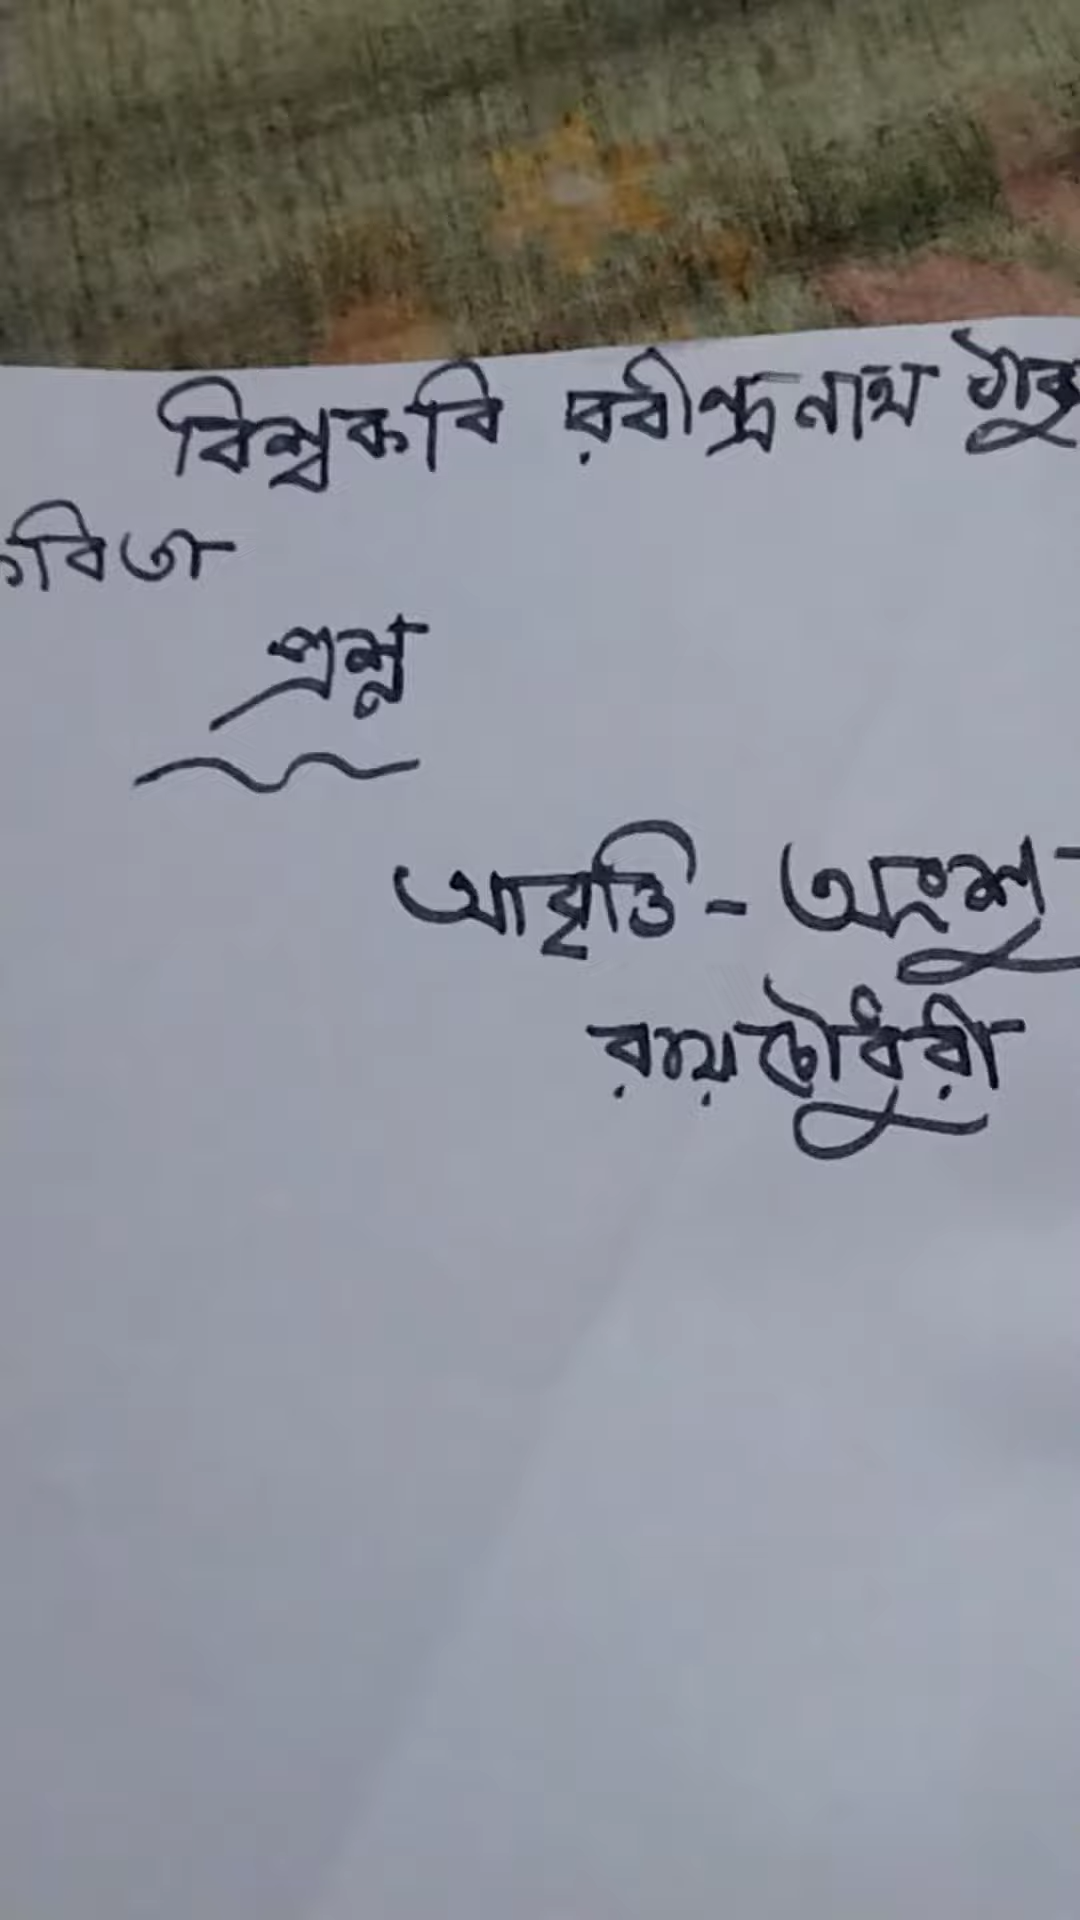 বিশ্বকবি রবীন্দ্রনাথ
কবিতা
প্রশ্ন
আবৃত্তি - অংশু
রায়চৌধুরী